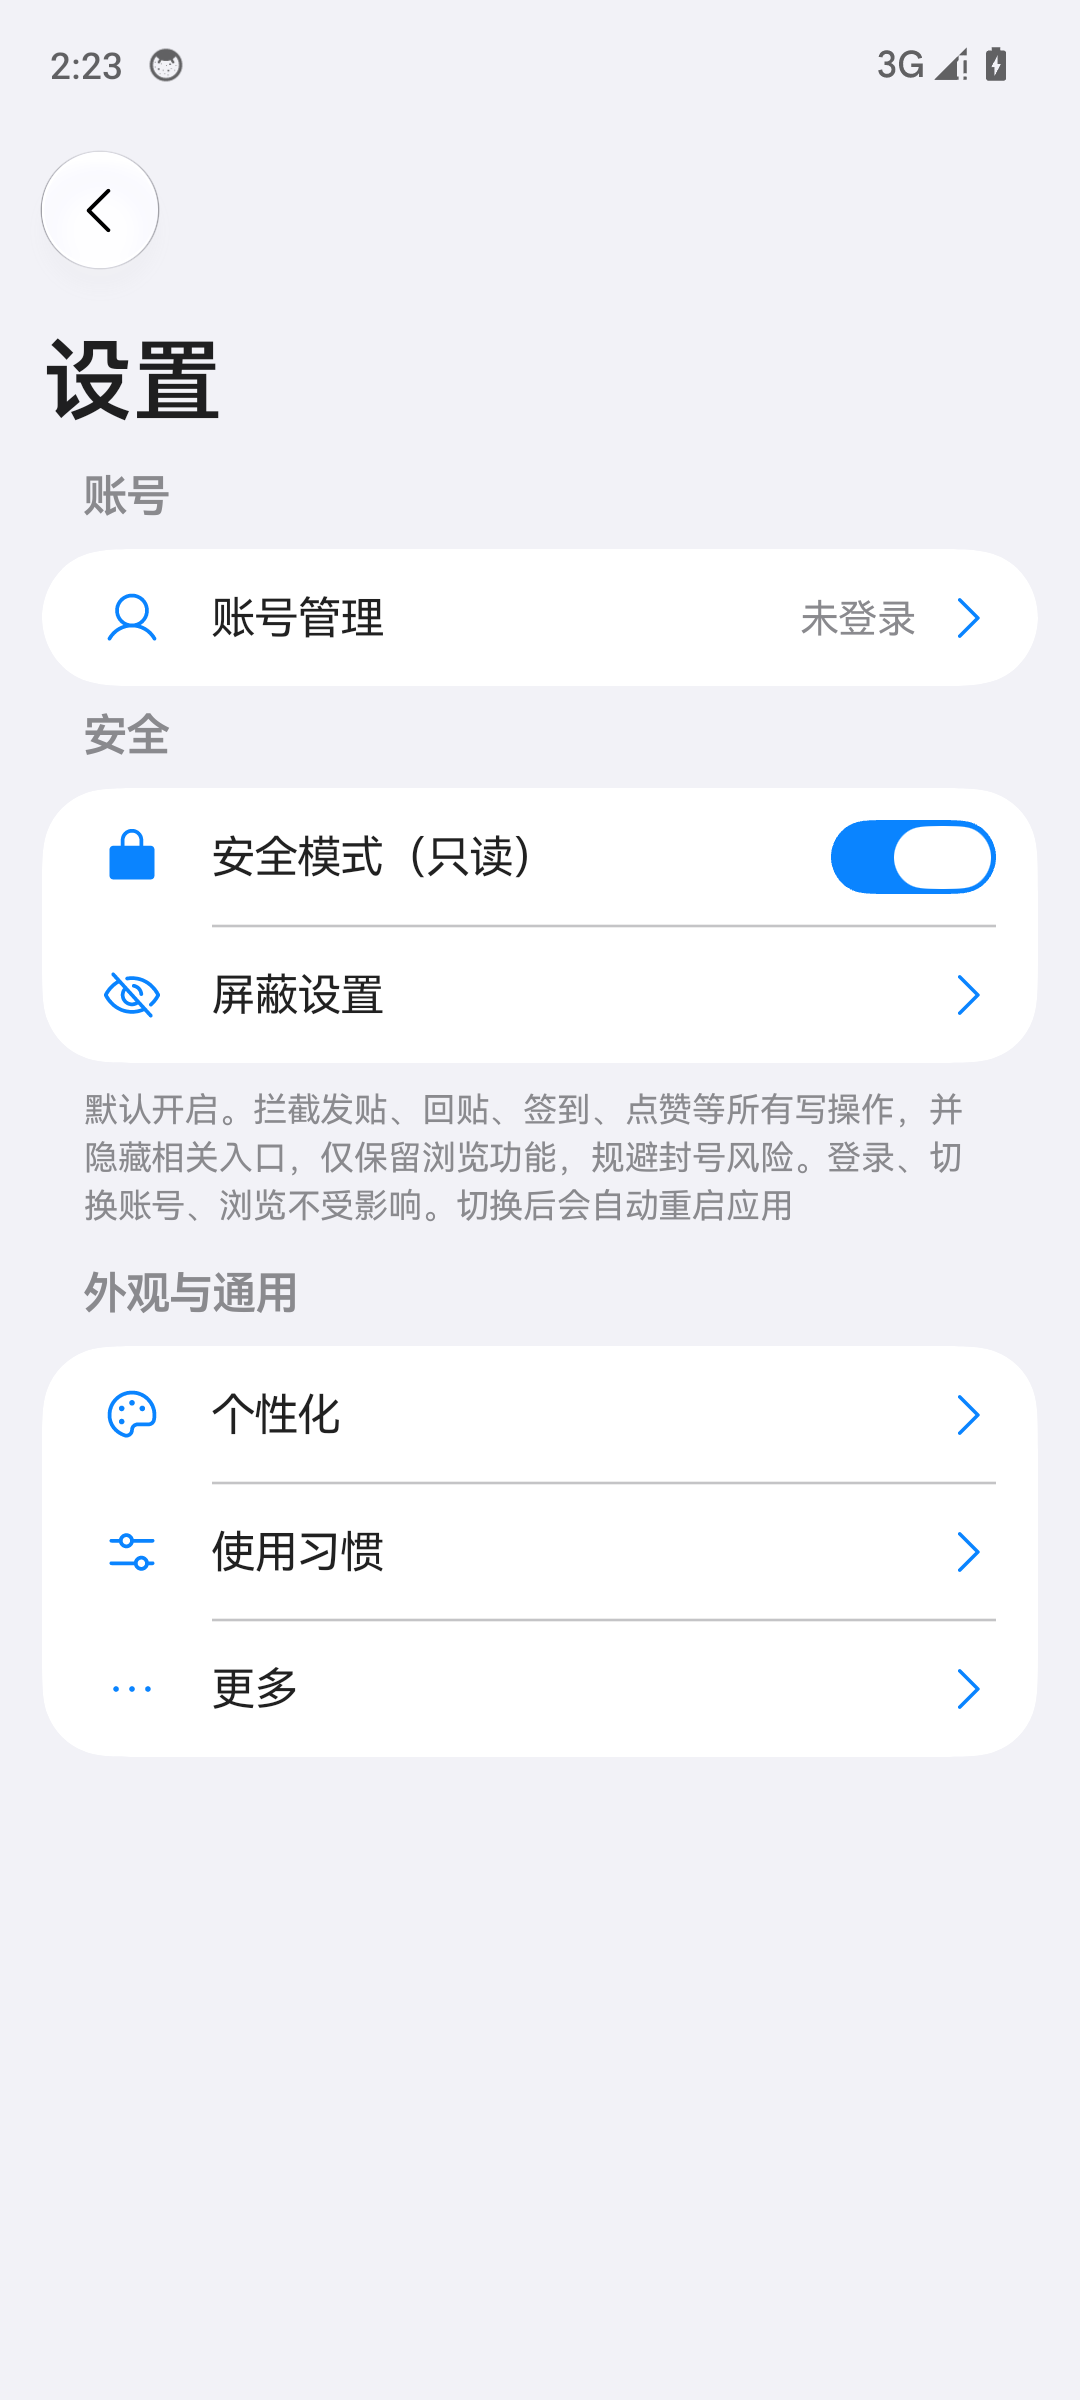 2:23
3G
设置
账号
账号管理
未登录
安全
安全模式（只读）
屏蔽设置
默认开启。拦截发贴、回贴、签到、点赞等所有写操作，并
隐藏相关入口，仅保留浏览功能，规避封号风险。登录、切
换账号、浏览不受影响。切换后会自动重启应用
外观与通用
个性化
使用习惯
更多